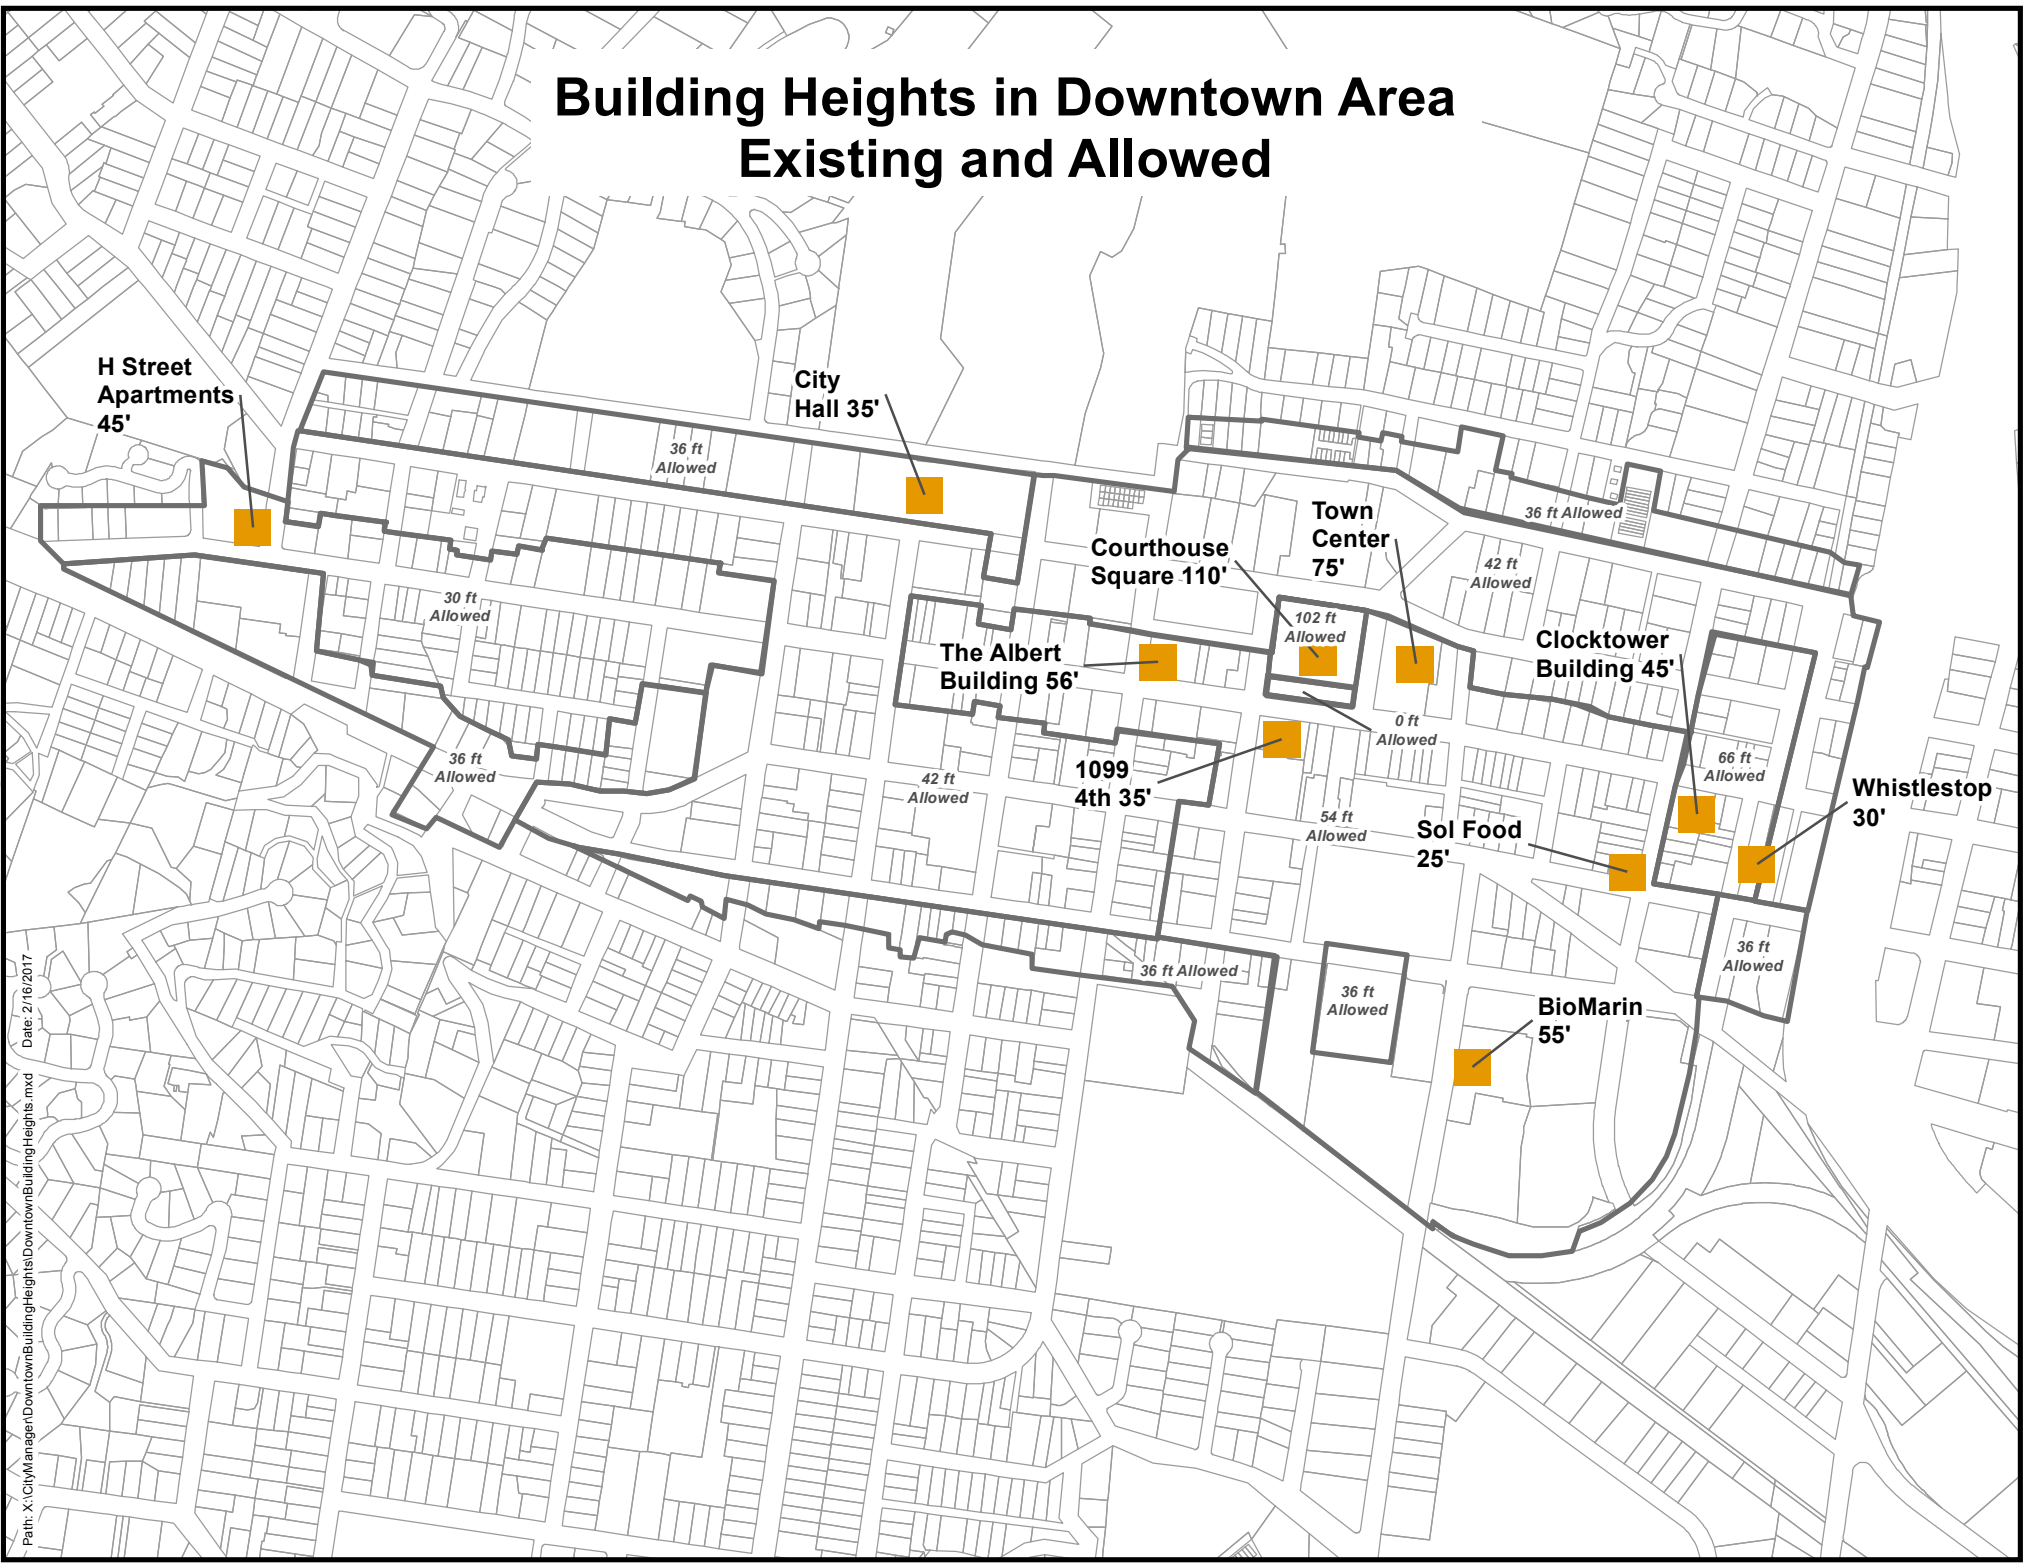 Building Heights in Downtown Area
Existing and Allowed
H Street
Apartments
45'
City
Hall 35'
36 ft
Allowed
Town
Center
75'
36 ft Allowed
Courthouse
Square 110'
42 ft
Allowed
30 ft
Allowed
102 ft
Allowed
The Albert
Building 56'
Clocktower
Building 45'
0 ft
Allowed
36 ft
Allowed
42 ft
Allowed
1099
4th 35'
66 ft
Allowed
Whistlestop
30'
54 ft
Allowed
Sol Food
25'
36 ft
Allowed
36 ft Allowed
36 ft
Allowed
BioMarin
55'
Path: X:\CityManager\DowntownBuildingHeights\DowntownBuildingHeights.mxd Date: 2/16/2017